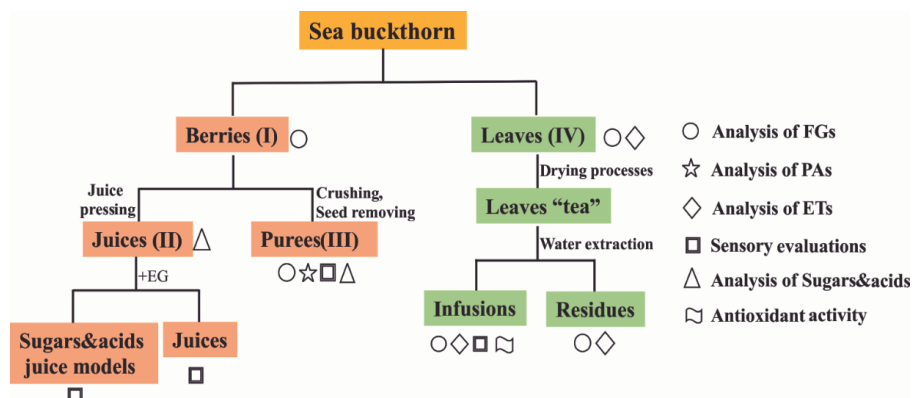 Sea buckthorn
Berries (I)
Leaves (IV)
Analysis of FGs
Drying processes
Analysis of PAs
Juice
pressing
Crushing,
Seed removing
Leaves “tea”
Analysis of ETs
Juices (II)
Purees(III)
Water extraction
Sensory evaluations
+EG
Analysis of Sugars&acids
Infusions
Residues
Antioxidant activity
Sugars&acids
juice models
Juices